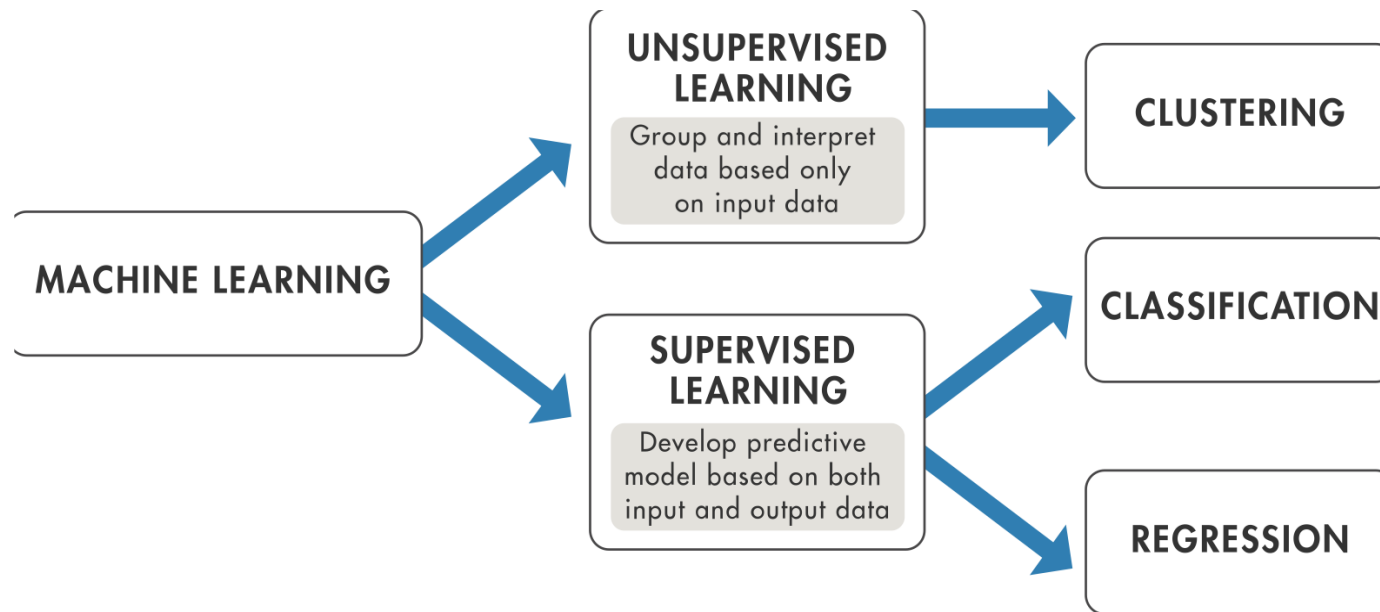 UNSUPERVISED
LEARNING
Group and interpret
data based only
on input data
CLUSTERING
MACHINE LEARNING
CLASSIFICATION
SUPERVISED
LEARNING
Develop predictive
model based on both
input and output data
REGRESSION